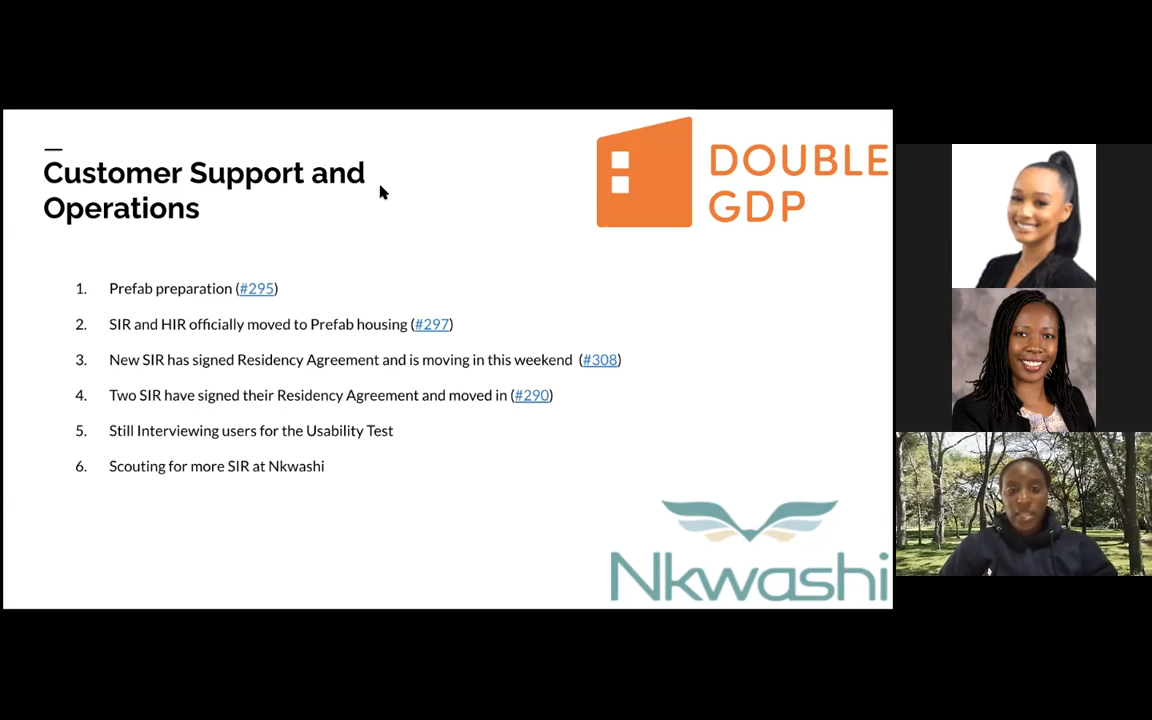 Customer Support and
Operations
DOUBLE
GDP
1. Prefab preparation (#295)
2. SIR and HIR officially moved to Prefab housing (#297)
3. New SIR has signed Residency Agreement and is moving in this weekend (#308)
4. Two SIR have signed their Residency Agreement and moved in (#290)
5. Still Interviewing users for the Usability Test
6. Scouting for more SIR at Nkwashi
Nkwashi